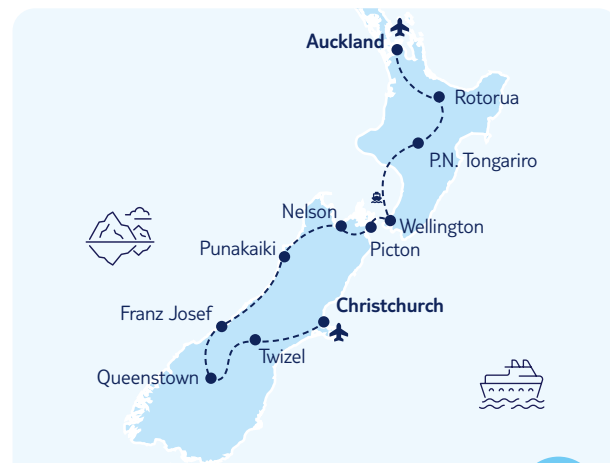 Auckland
Rotorua
P.N. Tongariro
Nelson
Wellington
Picton
Punakaiki
Christchurch
Franz Josef
Twizel
Queenstown